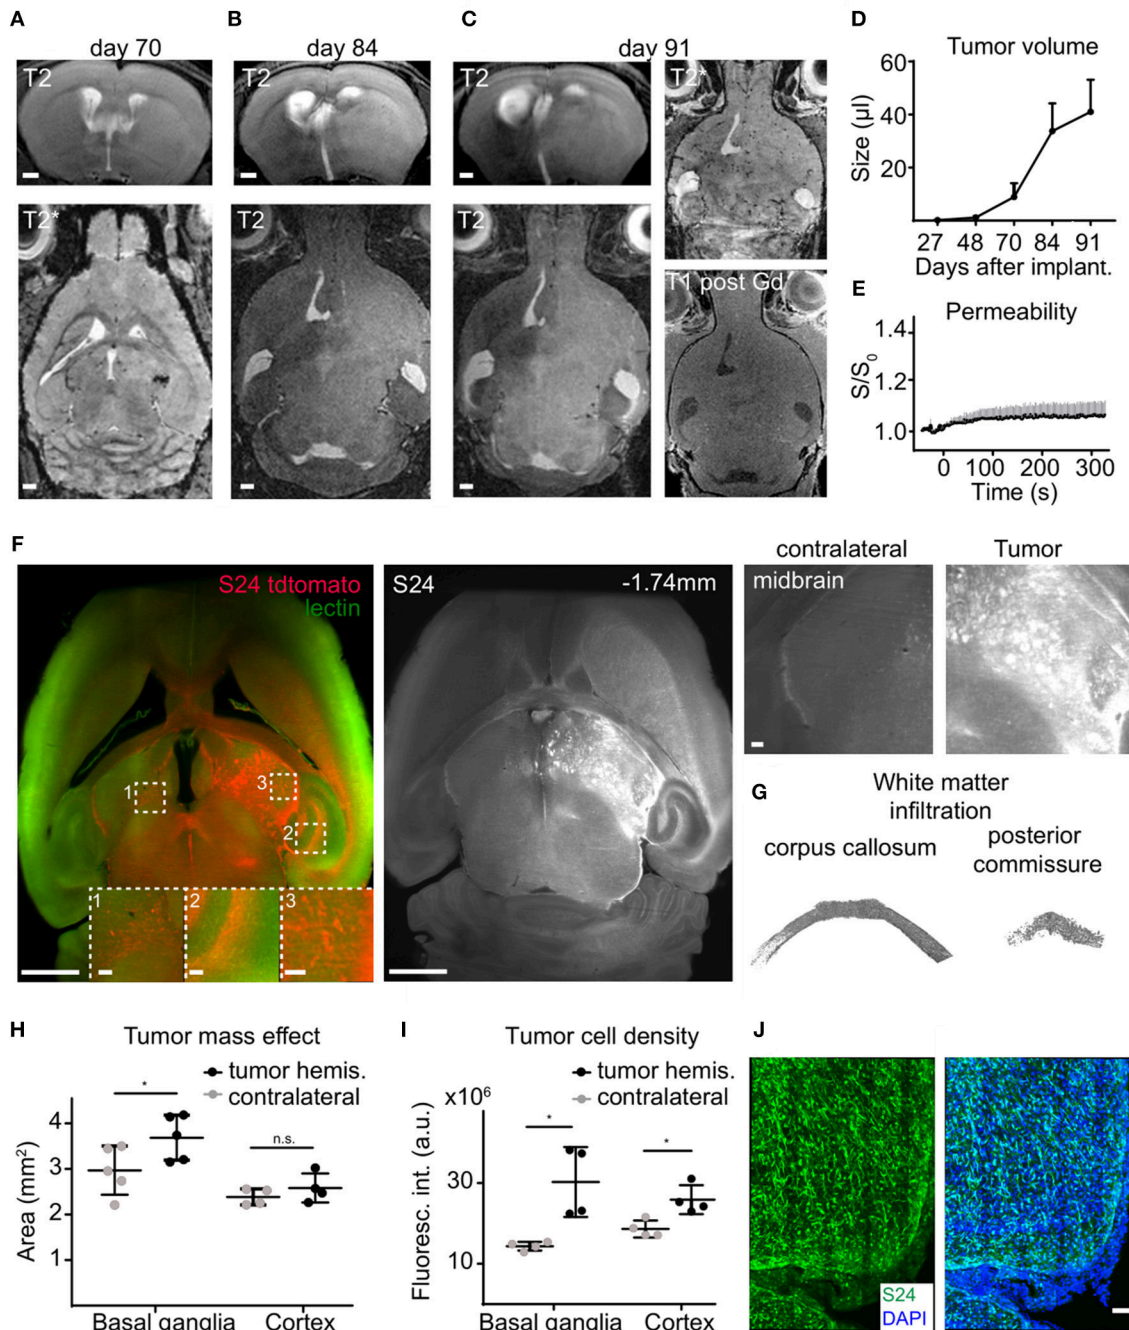 A
B
C
day 70
day 84
day 91
T2
T2
T2
T2*
T2*
T2
T2
T1 post Gd
D
Tumor volume
Size (µl)
60
40
20
27 48 70 84 91
Days after implant.
E
Permeability
S/S0
1.4
1.2
1.0
0 100 200 300
Time (s)
F
S24 tdtomato
lectin
1
3
2
1
2
3
S24
-1.74mm
contralateral
Tumor
midbrain
G
White matter
infiltration
corpus callosum
posterior
commissure
H
Tumor mass effect
tumor hemis.
contralateral
Area (mm²)
4
3
2
1
*
n.s.
Basal ganglia
Cortex
I
Tumor cell density
tumor hemis.
contralateral
x10⁶
Fluoresc. int. (a.u.)
30
10
*
*
Basal ganglia
Cortex
J
S24
DAPI